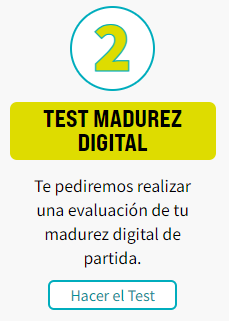 2
TEST MADUREZ
DIGITAL
Te pediremos realizar
una evaluación de tu
madurez digital de
partida.
Hacer el Test